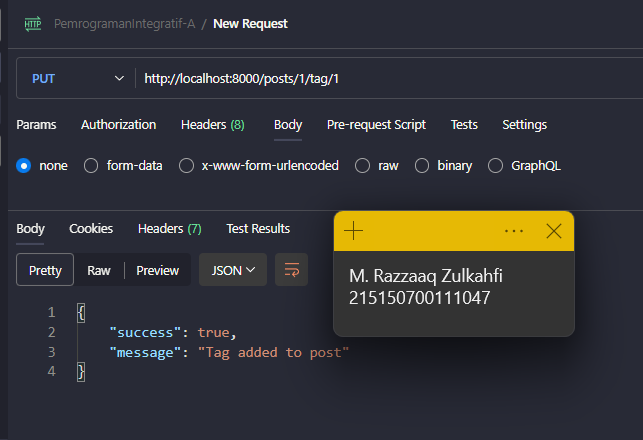 HTTP PemrogramanIntegratif-A / New Request
PUT http://localhost:8000/posts/1/tag/1
Params Authorization Headers (8) Body Pre-request Script Tests Settings
none form-data x-www-form-urlencoded raw binary GraphQL
Body Cookies Headers (7) Test Results
Pretty Raw Preview JSON
1 {
2 "success": true,
3 "message": "Tag added to post"
4 }
M. Razzaaq Zulkahfi
215150700111047